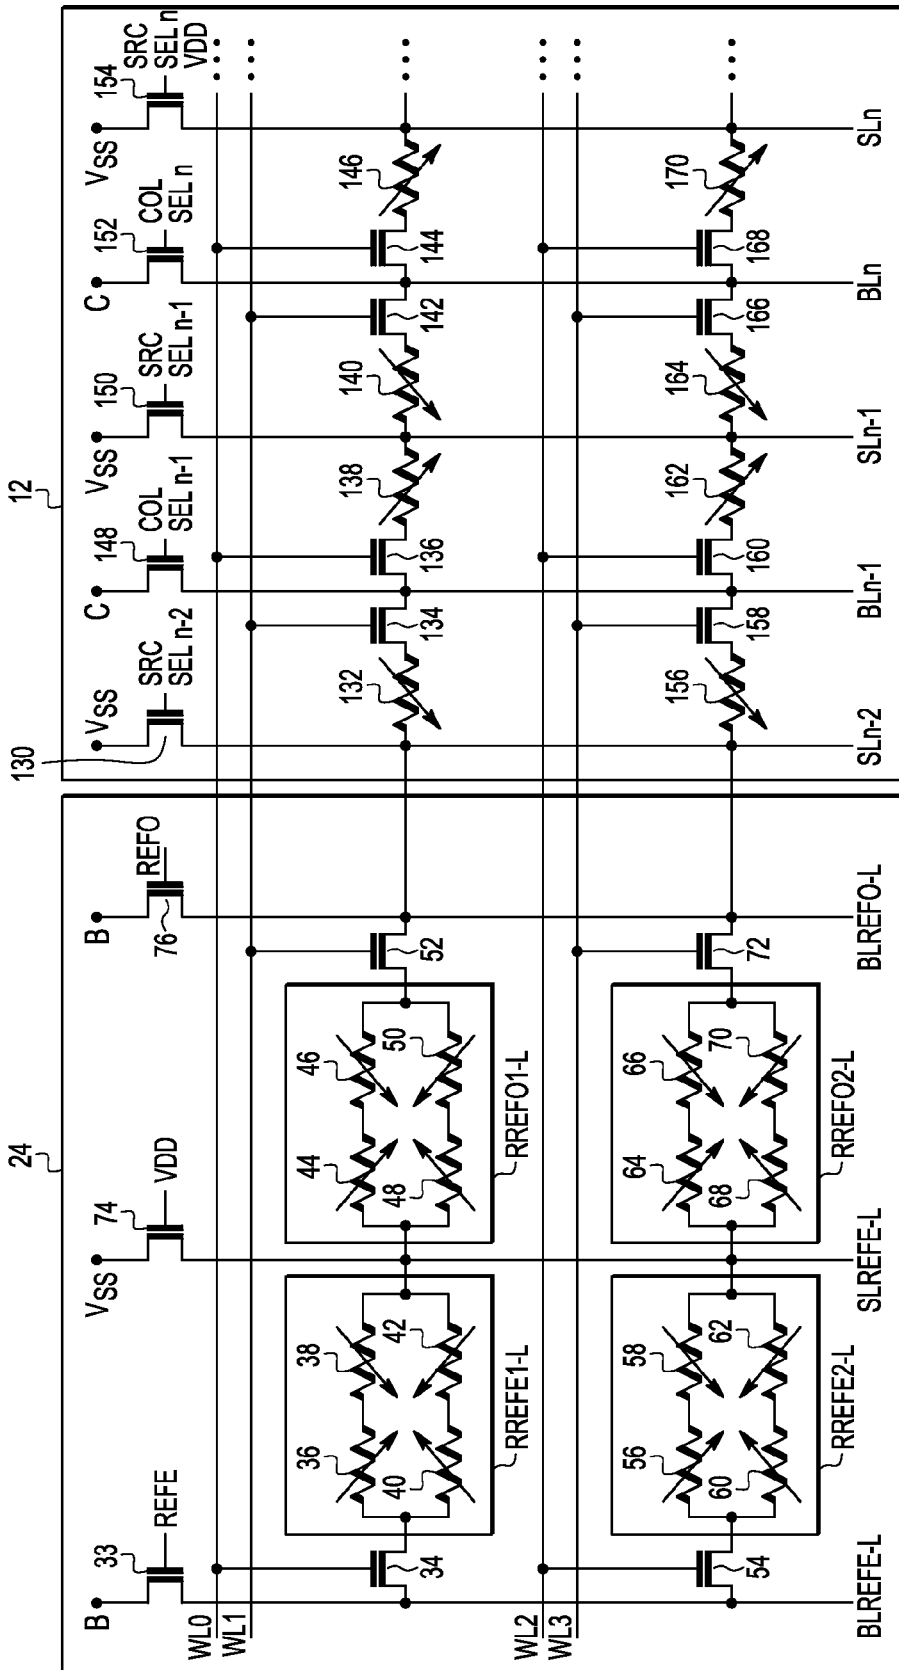 24
12
B
33
REFE
VSS
74
VDD
B
76
REFO
VSS
130
SRC
SEL n-2
C
148
COL
SEL n-1
VSS
150
SRC
SEL n-1
C
152
COL
SEL n
VSS
154
SRC
SEL n
VDD
WL0
WL1
34
36
38
40
42
RREFE1-L
44
46
48
50
RREFO1-L
52
132
134
136
138
140
142
144
146
WL2
WL3
54
56
58
60
62
RREFE2-L
64
66
68
70
RREFO2-L
72
156
158
160
162
164
166
168
170
BLREFE-L
SLREFE-L
BLREFO-L
SLn-2
BLn-1
SLn-1
BLn
SLn